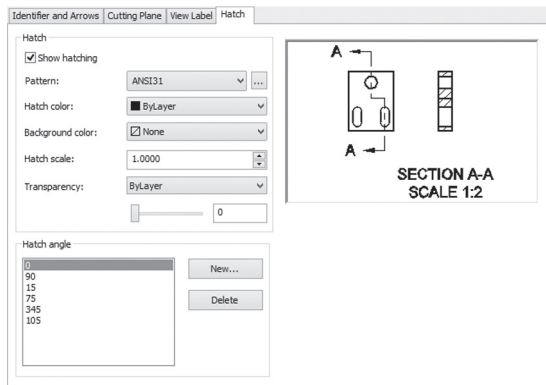 Identifier and Arrows Cutting Plane View Label Hatch
Hatch
Show hatching
Pattern: ANSI31 ...
Hatch color: ByLayer
Background color: None
Hatch scale: 1.0000
Transparency: ByLayer
0
Hatch angle
0
90
15
75
345
105
New...
Delete
A
A
SECTION A-A
SCALE 1:2